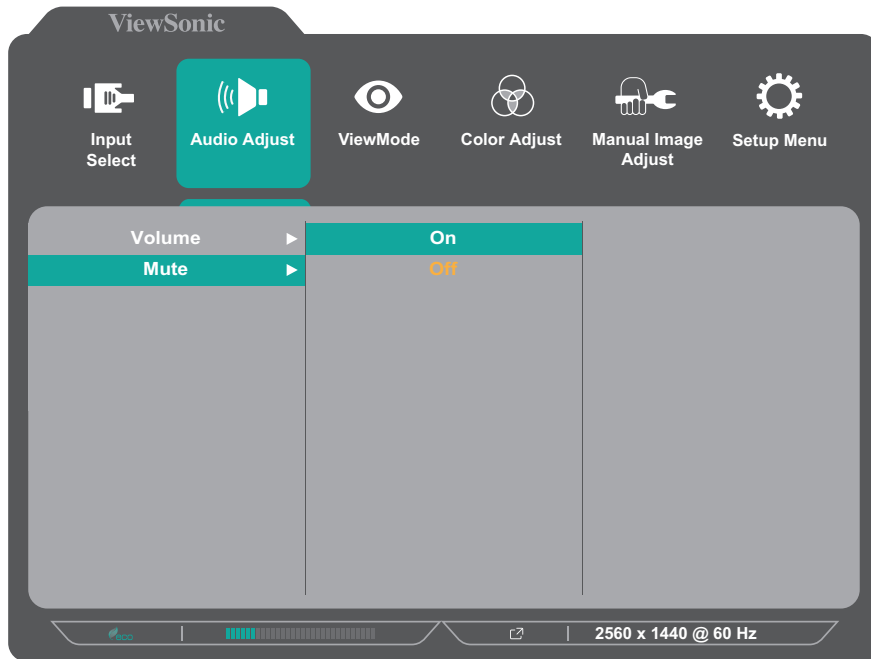 ViewSonic
Input
Select
Audio Adjust
ViewMode
Color Adjust
Manual Image
Adjust
Setup Menu
Volume
On
Mute
Off
eco
2560 x 1440 @ 60 Hz